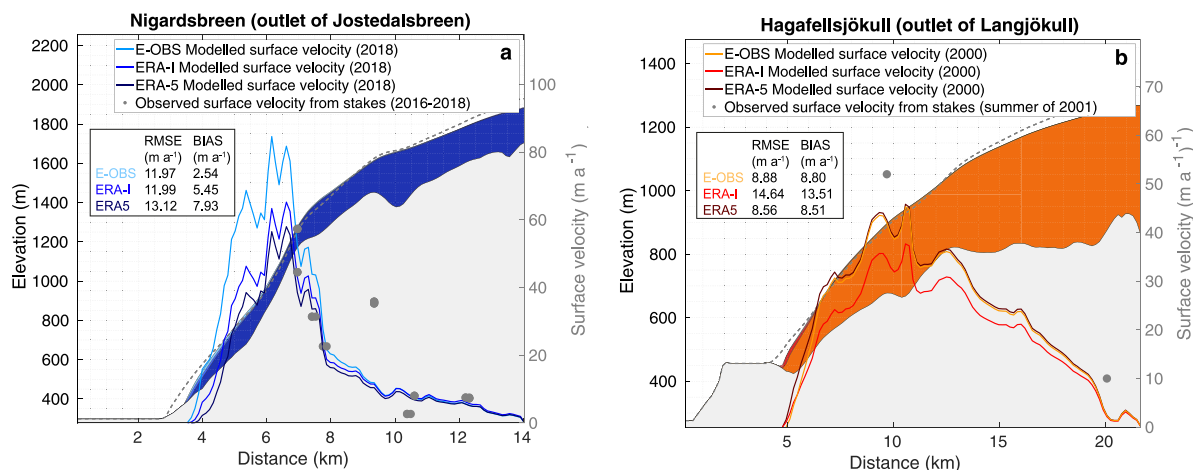 Nigardsbreen (outlet of Jostedalsbreen)
a
E-OBS Modelled surface velocity (2018)
ERA-I Modelled surface velocity (2018)
ERA-5 Modelled surface velocity (2018)
Observed surface velocity from stakes (2016-2018)
RMSE BIAS
(m a-1) (m a-1)
E-OBS 11.97 2.54
ERA-I 11.99 5.45
ERA5 13.12 7.93
Elevation (m)
2200
2000
1800
1600
1400
1200
1000
800
600
400
Surface velocity (m a-1)
100
80
60
40
20
0
2 4 6 8 10 12 14
Distance (km)
Hagafellsjökull (outlet of Langjökull)
b
E-OBS Modelled surface velocity (2000)
ERA-I Modelled surface velocity (2000)
ERA-5 Modelled surface velocity (2000)
Observed surface velocity from stakes (summer of 2001)
RMSE BIAS
(m a-1) (m a-1)
E-OBS 8.88 8.80
ERA-I 14.64 13.51
ERA5 8.56 8.51
Elevation (m)
1400
1200
1000
800
600
400
Surface velocity (m a-1)-1)
70
60
50
40
30
20
10
0
5 10 15 20
Distance (km)